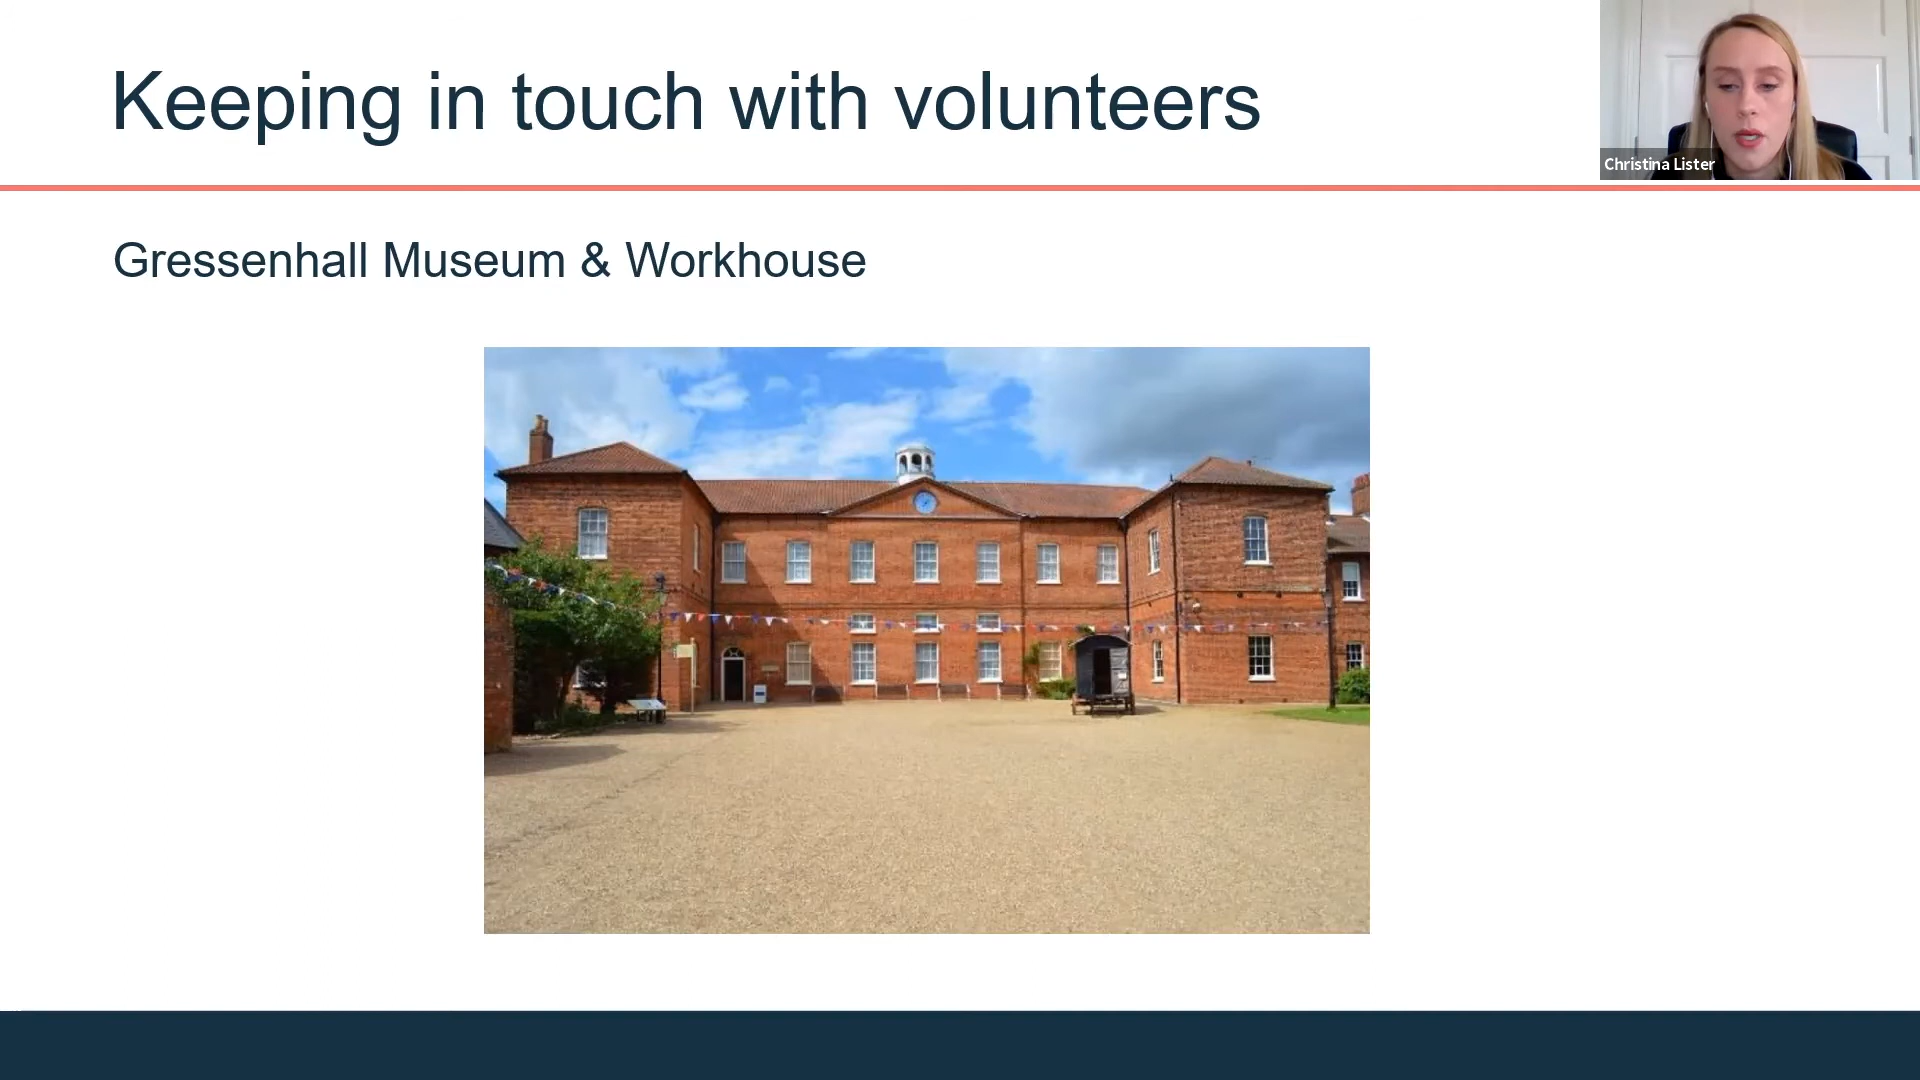 Keeping in touch with volunteers
Christina Lister
Gressenhall Museum & Workhouse